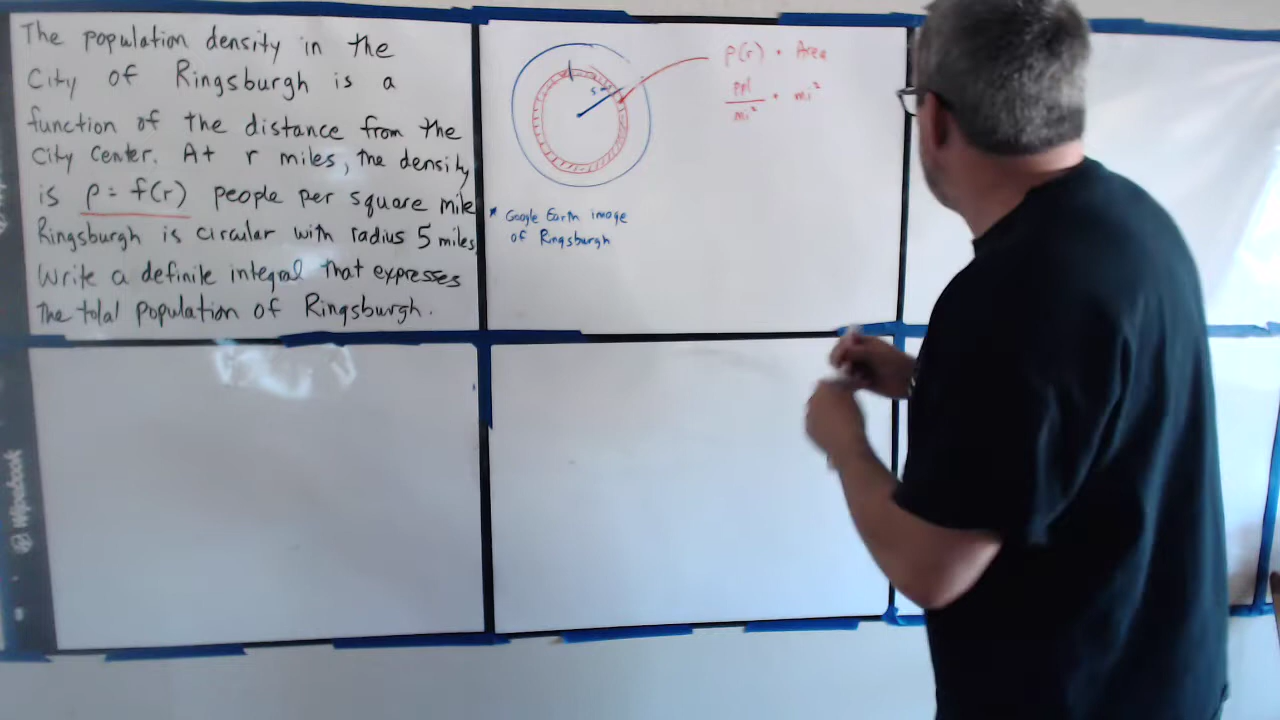 The population density in the
City of Ringsburgh is a
function of the distance from the
City Center. At r miles, the density
is ρ = f(r) people per square mile
Ringsburgh is circular with radius 5 miles
Write a definite integral that expresses
the total population of Ringsburgh.
5
* Google Earth image
of Ringsburgh
ρ(r) • Area
ppl
mi² • mi²
Wipebook